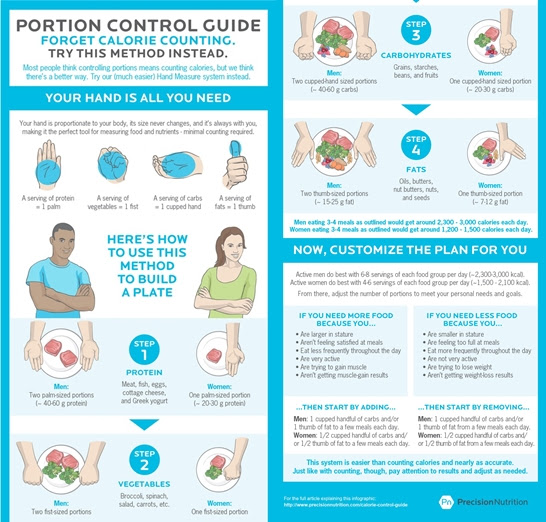 PORTION CONTROL GUIDE
FORGET CALORIE COUNTING.
TRY THIS METHOD INSTEAD.
Most people think controlling portions means counting calories, but we think
there's a better way. Try our (much easier) Hand Measure system instead.
YOUR HAND IS ALL YOU NEED
Your hand is proportionate to your body, its size never changes, and it's always with you,
making it the perfect tool for measuring food and nutrients - minimal counting required.
A serving of protein
= 1 palm
A serving of
vegetables = 1 fist
A serving of carbs
= 1 cupped hand
A serving of
fats = 1 thumb
HERE'S HOW
TO USE THIS
METHOD
TO BUILD
A PLATE
STEP
1
PROTEIN
Meat, fish, eggs,
cottage cheese,
and Greek yogurt
Men:
Two palm-sized portions
(~ 40-60 g protein)
Women:
One palm-sized portion
(~ 20-30 g protein)
STEP
2
VEGETABLES
Broccoli, spinach,
salad, carrots, etc.
Men:
Two fist-sized portions
Women:
One fist-sized portion
STEP
3
CARBOHYDRATES
Grains, starches,
beans, and fruits
Men:
Two cupped-hand sized portions
(~ 40-60 g carbs)
Women:
One cupped-hand sized portion
(~ 20-30 g carbs)
STEP
4
FATS
Oils, butters,
nut butters, nuts,
and seeds
Men:
Two thumb-sized portions
(~ 15-25 g fat)
Women:
One thumb-sized portion
(~ 7-12 g fat)
Men eating 3-4 meals as outlined would get around 2,300 - 3,000 calories each day.
Women eating 3-4 meals as outlined would get around 1,200 - 1,500 calories each day.
NOW, CUSTOMIZE THE PLAN FOR YOU
Active men do best with 6-8 servings of each food group per day (~2,300-3,000 kcal).
Active women do best with 4-6 servings of each food group per day (~1,500 - 2,100 kcal).
From there, adjust the number of portions to meet your personal needs and goals.
IF YOU NEED MORE FOOD
BECAUSE YOU...
• Are larger in stature
• Aren't feeling satisfied at meals
• Eat less frequently throughout the day
• Are very active
• Are trying to gain muscle
• Aren't getting muscle-gain results
IF YOU NEED LESS FOOD
BECAUSE YOU...
• Are smaller in stature
• Are feeling too full at meals
• Eat more frequently throughout the day
• Are not very active
• Are trying to lose weight
• Aren't getting weight-loss results
...THEN START BY ADDING...
Men: 1 cupped handful of carbs and/or
1 thumb of fat to a few meals each day.
Women: 1/2 cupped handful of carbs and/
or 1/2 thumb of fat to a few meals each day.
...THEN START BY REMOVING...
Men: 1 cupped handful of carbs and/or
1 thumb of fat from a few meals each day.
Women: 1/2 cupped handful of carbs and/
or 1/2 thumb of fat from a few meals each day.
This system is easier than counting calories and nearly as accurate.
Just like with counting, though, pay attention to results and adjust as needed.
For the full article explaining this infographic:
http://www.precisionnutrition.com/calorie-control-guide
Pn PrecisionNutrition